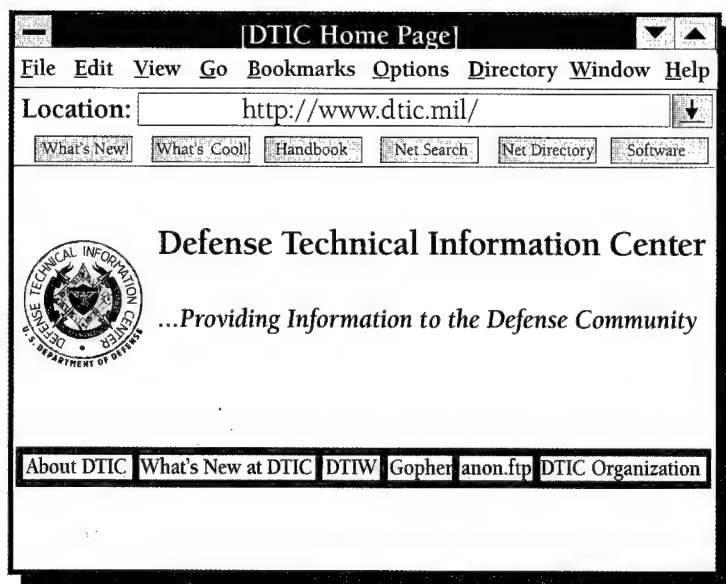 [DTIC Home Page]
File Edit View Go Bookmarks Options Directory Window Help
Location: http://www.dtic.mil/
What's New! What's Cool! Handbook Net Search Net Directory Software
Defense Technical Information Center
DEFENSE TECHNICAL INFORMATION CENTER
U.S. DEPARTMENT OF DEFENSE
...Providing Information to the Defense Community
About DTIC What's New at DTIC DTIW Gopher anon.ftp DTIC Organization